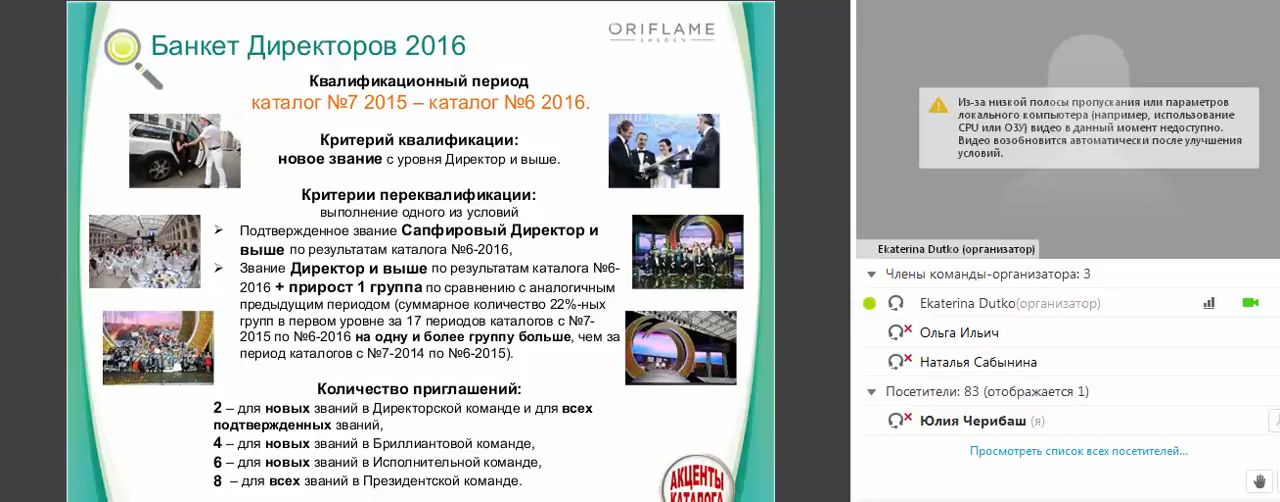 Банкет Директоров 2016
ORIFLAME
SWEDEN
Квалификационный период
каталог №7 2015 – каталог №6 2016.
Критерий квалификации:
новое звание с уровня Директор и выше.
Критерии переквалификации:
выполнение одного из условий
➢ Подтвержденное звание Сапфировый Директор и
выше по результатам каталога №6-2016,
➢ Звание Директор и выше по результатам каталога №6-
2016 + прирост 1 группа по сравнению с аналогичным
предыдущим периодом (суммарное количество 22%-ных
групп в первом уровне за 17 периодов каталогов с №7-
2015 по №6-2016 на одну и более группу больше, чем за
период каталогов с №7-2014 по №6-2015).
Количество приглашений:
2 – для новых званий в Директорской команде и для всех
подтвержденных званий,
4 – для новых званий в Бриллиантовой команде,
6 – для новых званий в Исполнительной команде,
8 – для всех званий в Президентской команде.
АКЦЕНТЫ
КАТАЛОГА
Из-за низкой полосы пропускания или параметров
локального компьютера (например, использование
CPU или ОЗУ) видео в данный момент недоступно.
Видео возобновится автоматически после улучшения
условий.
Ekaterina Dutko (организатор)
Члены команды-организатора: 3
Ekaterina Dutko(организатор)
Ольга Ильич
Наталья Сабынина
Посетители: 83 (отображается 1)
Юлия Черибаш (я)
Просмотреть список всех посетителей...